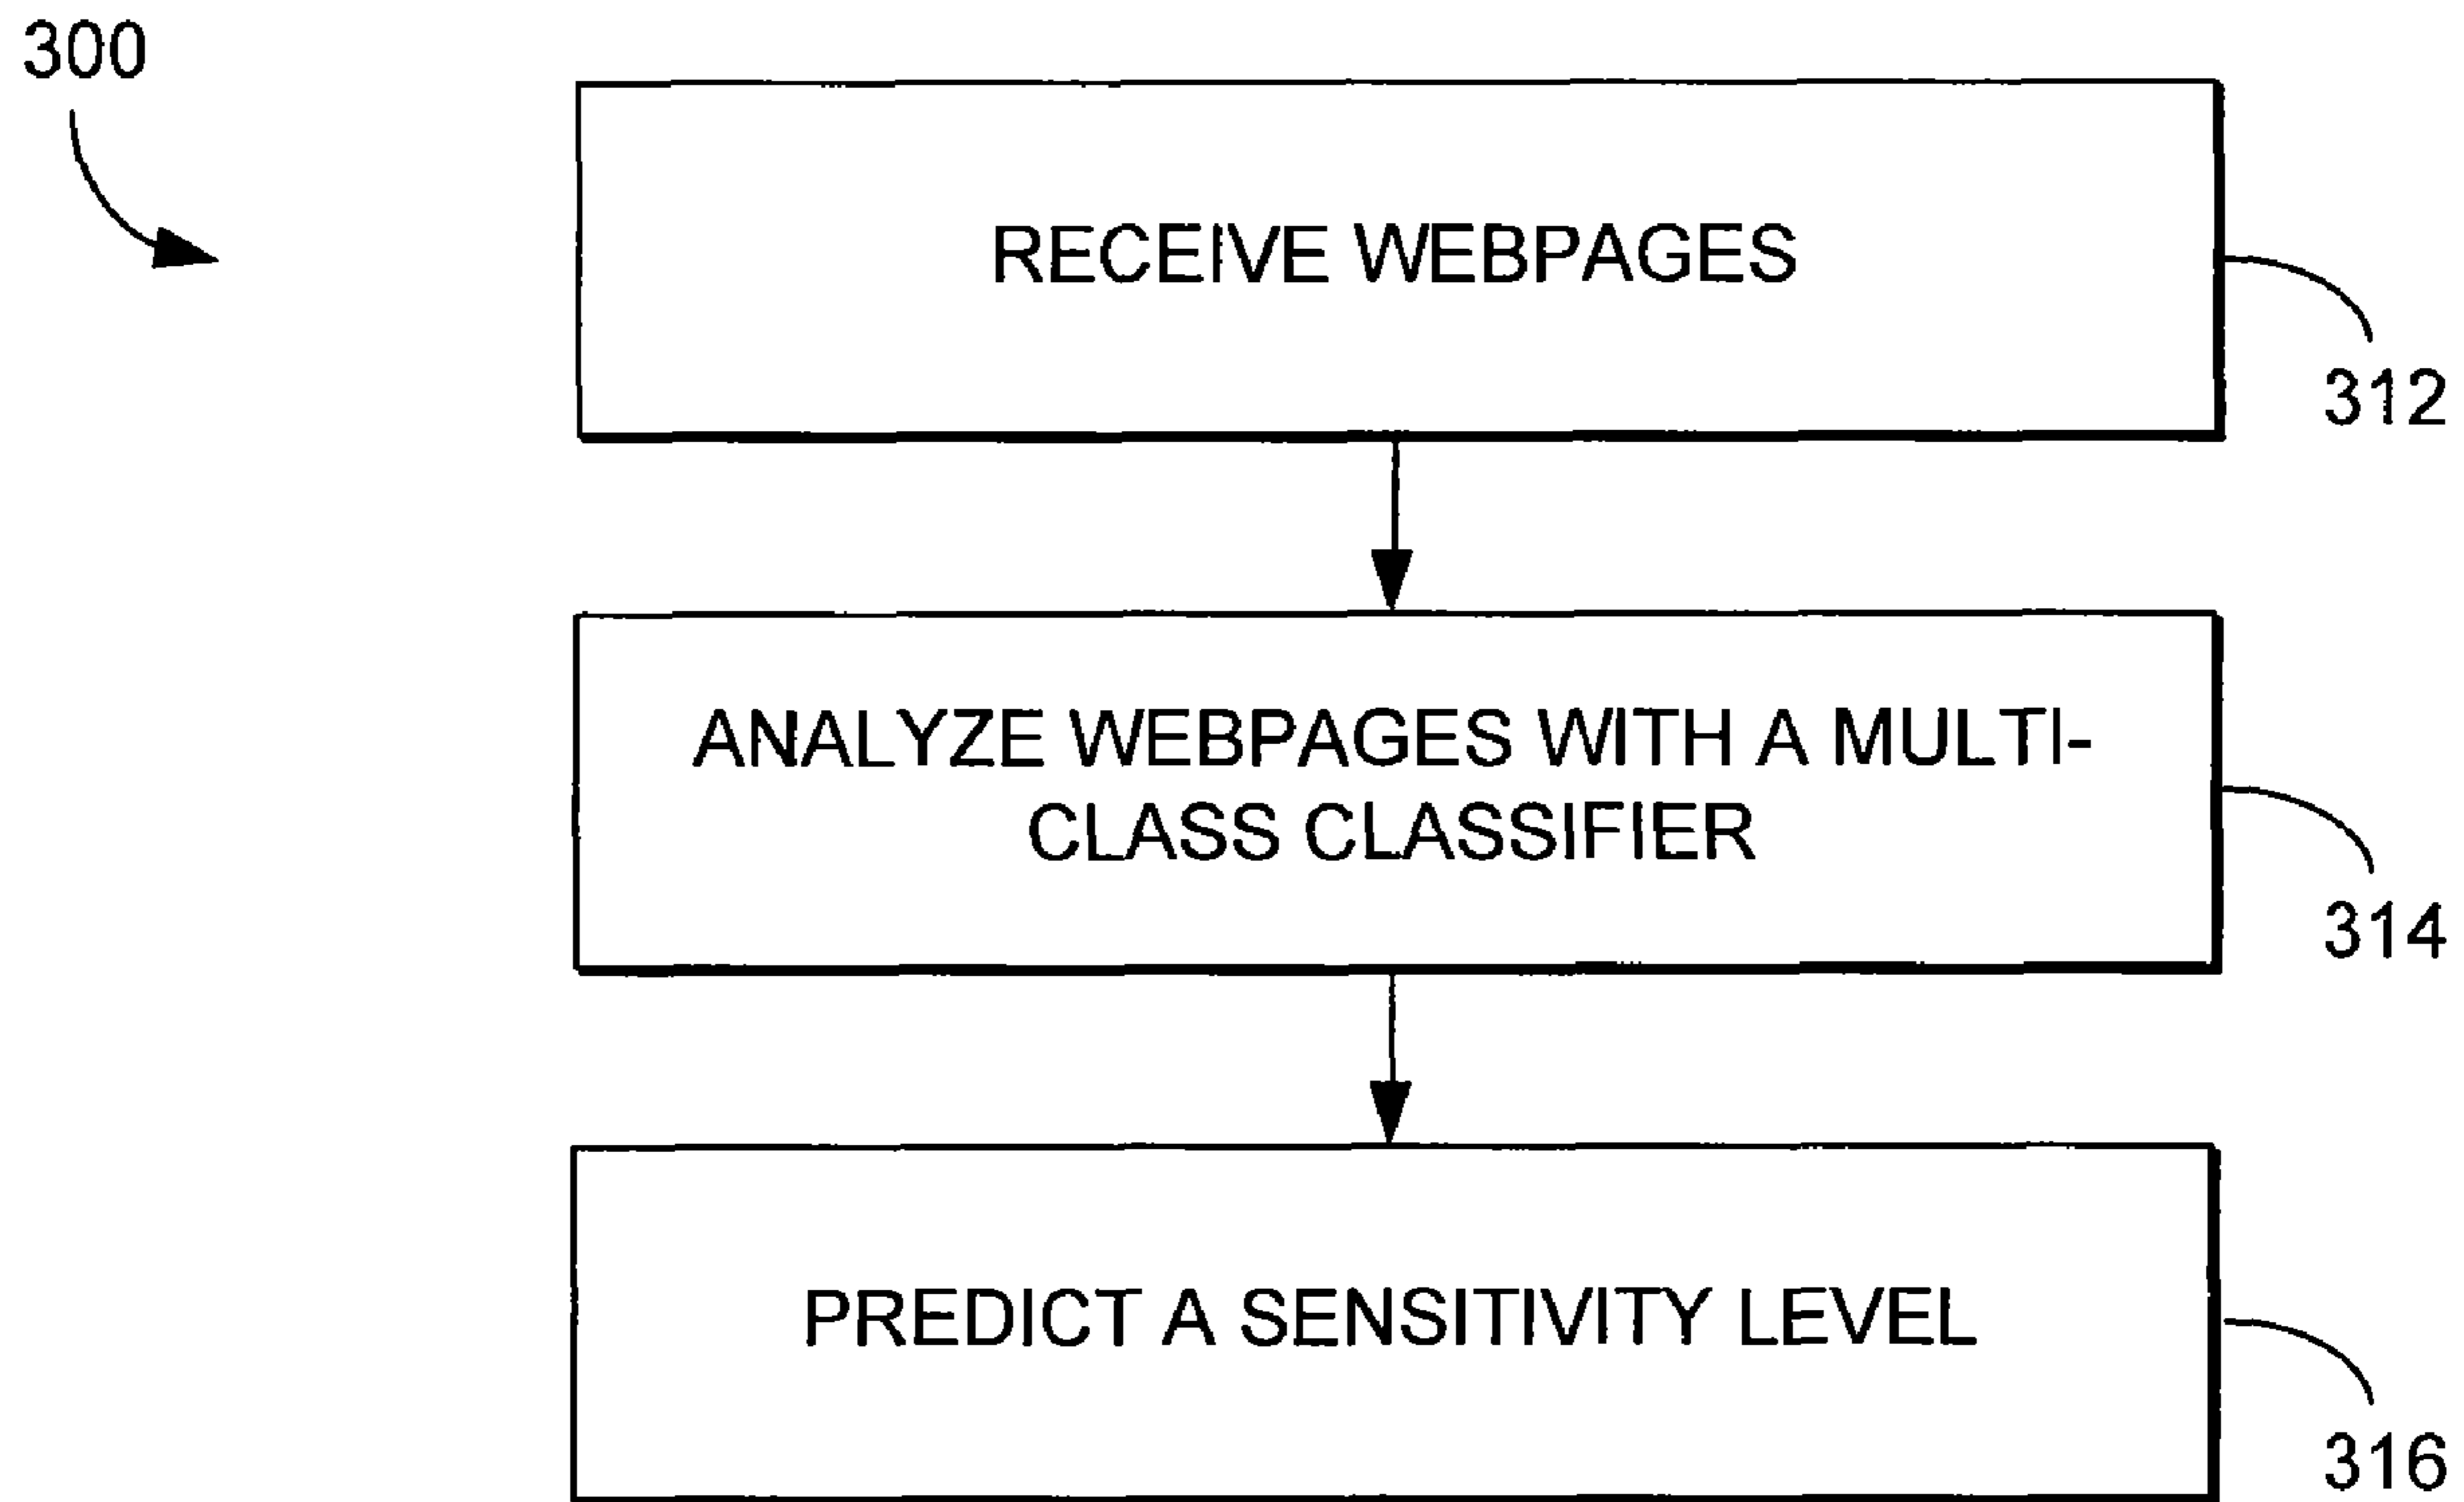 300
RECEIVE WEBPAGES
312
ANALYZE WEBPAGES WITH A MULTI-
CLASS CLASSIFIER
314
PREDICT A SENSITIVITY LEVEL
316